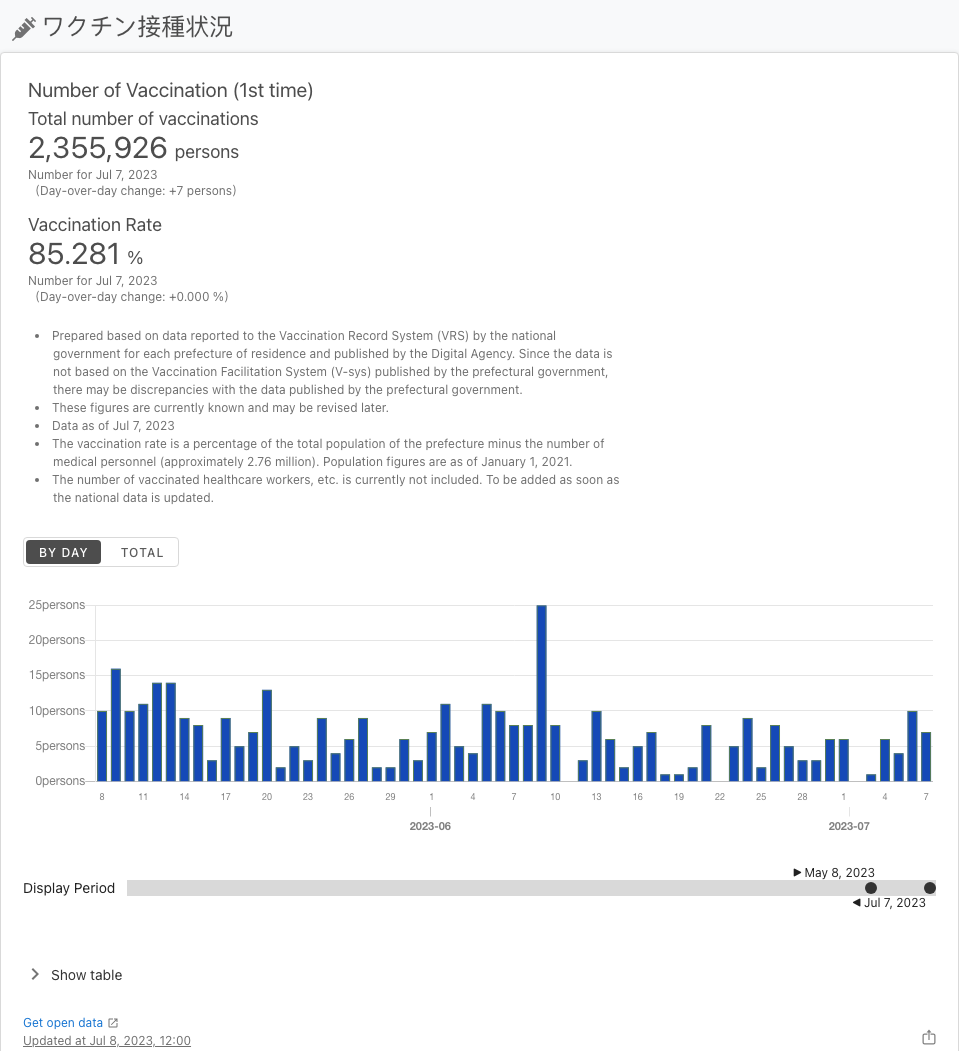 ワクチン接種状況
Number of Vaccination (1st time)
Total number of vaccinations
2,355,926 persons
Number for Jul 7, 2023
(Day-over-day change: +7 persons)
Vaccination Rate
85.281 %
Number for Jul 7, 2023
(Day-over-day change: +0.000 %)
• Prepared based on data reported to the Vaccination Record System (VRS) by the national
government for each prefecture of residence and published by the Digital Agency. Since the data is
not based on the Vaccination Facilitation System (V-sys) published by the prefectural government,
there may be discrepancies with the data published by the prefectural government.
• These figures are currently known and may be revised later.
• Data as of Jul 7, 2023
• The vaccination rate is a percentage of the total population of the prefecture minus the number of
medical personnel (approximately 2.76 million). Population figures are as of January 1, 2021.
• The number of vaccinated healthcare workers, etc. is currently not included. To be added as soon as
the national data is updated.
BY DAY TOTAL
25persons
20persons
15persons
10persons
5persons
0persons
8 11 14 17 20 23 26 29 1 4 7 10 13 16 19 22 25 28 1 4 7
2023-06 2023-07
May 8, 2023
Display Period
Jul 7, 2023
Show table
Get open data
Updated at Jul 8, 2023, 12:00